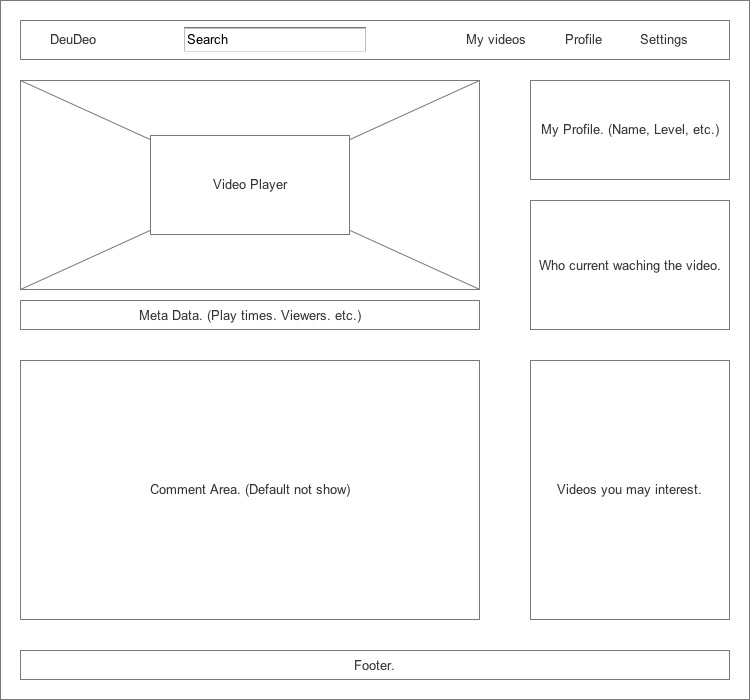 DeuDeo Search My videos Profile Settings
Video Player
My Profile. (Name, Level, etc.)
Who current waching the video.
Meta Data. (Play times. Viewers. etc.)
Comment Area. (Default not show)
Videos you may interest.
Footer.